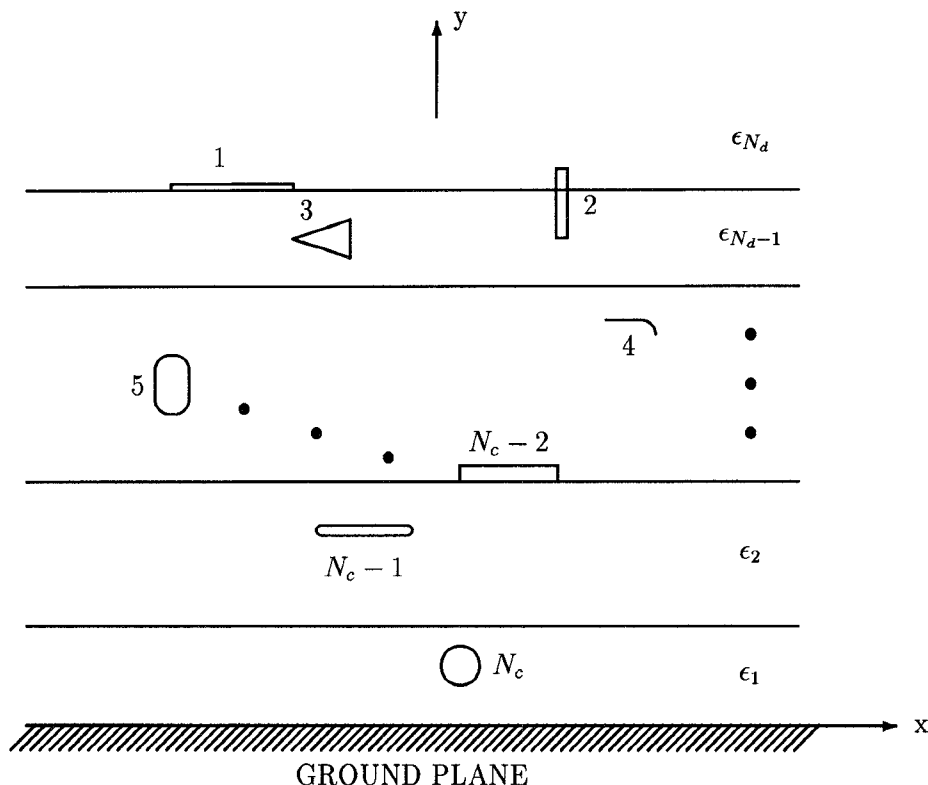 y
ϵ_{N_d}
1
2
3
ϵ_{N_d−1}
4
5
N_c − 2
N_c − 1
ϵ_2
N_c
ϵ_1
x
GROUND PLANE